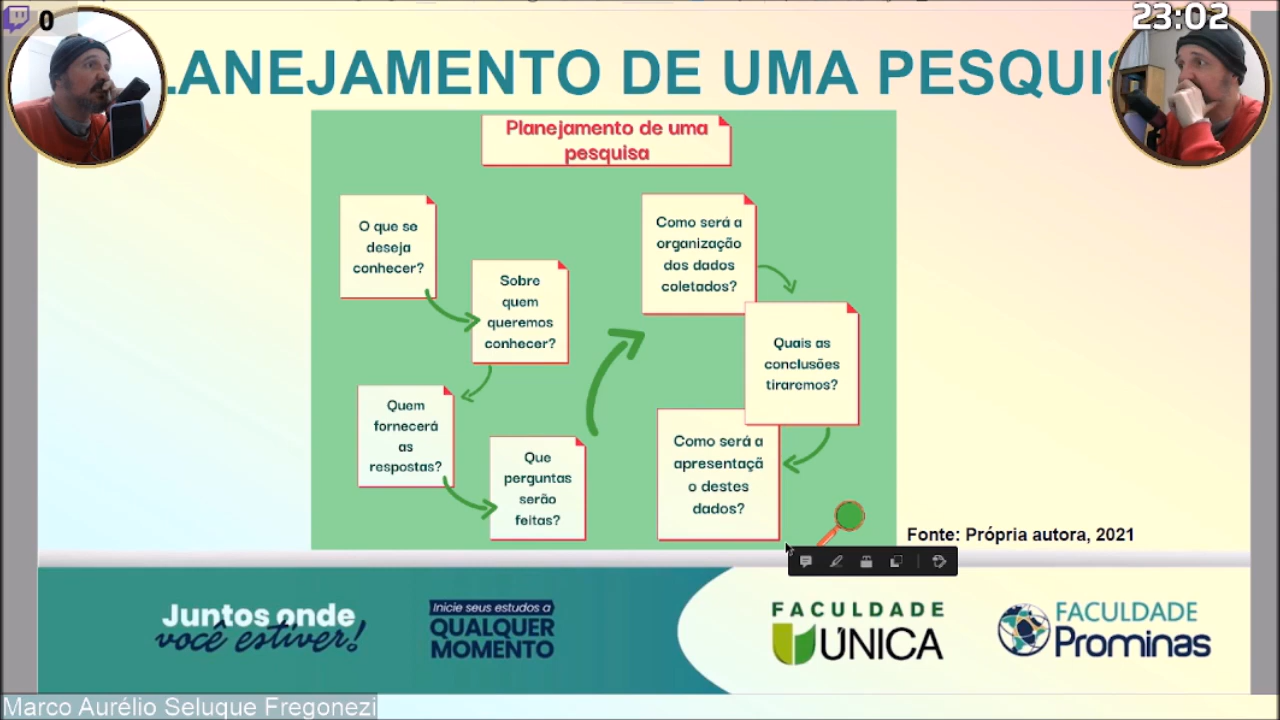 0
23:02
LANEJAMENTO DE UMA PESQUIS
Planejamento de uma
pesquisa
O que se
deseja
conhecer?
Sobre
quem
queremos
conhecer?
Quem
fornecerá
as
respostas?
Que
perguntas
serão
feitas?
Como será a
organização
dos dados
coletados?
Quais as
conclusões
tiraremos?
Como será a
apresentaçã
o destes
dados?
Fonte: Própria autora, 2021
Juntos onde
você estiver!
Inicie seus estudos a
QUALQUER
MOMENTO
FACULDADE
ÚNICA
FACULDADE
Prominas
Marco Aurélio Seluque Fregonezi